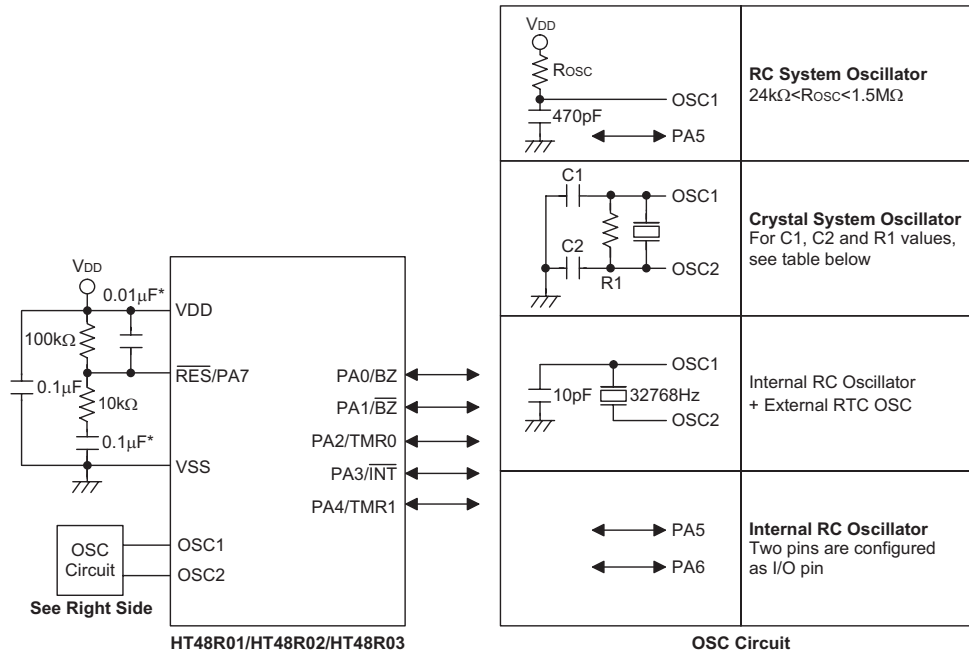 VDD
0.01μF*
VDD
100kΩ
RES/PA7
0.1μF
10kΩ
0.1μF*
VSS
OSC
Circuit
OSC1
OSC2
See Right Side
PA0/BZ
PA1/BZ
PA2/TMR0
PA3/INT
PA4/TMR1
HT48R01/HT48R02/HT48R03
VDD
ROSC
OSC1
470pF
PA5
RC System Oscillator
24kΩ<ROSC<1.5MΩ
C1
OSC1
C2
OSC2
R1
Crystal System Oscillator
For C1, C2 and R1 values,
see table below
OSC1
10pF
32768Hz
OSC2
Internal RC Oscillator
+ External RTC OSC
PA5
PA6
Internal RC Oscillator
Two pins are configured
as I/O pin
OSC Circuit